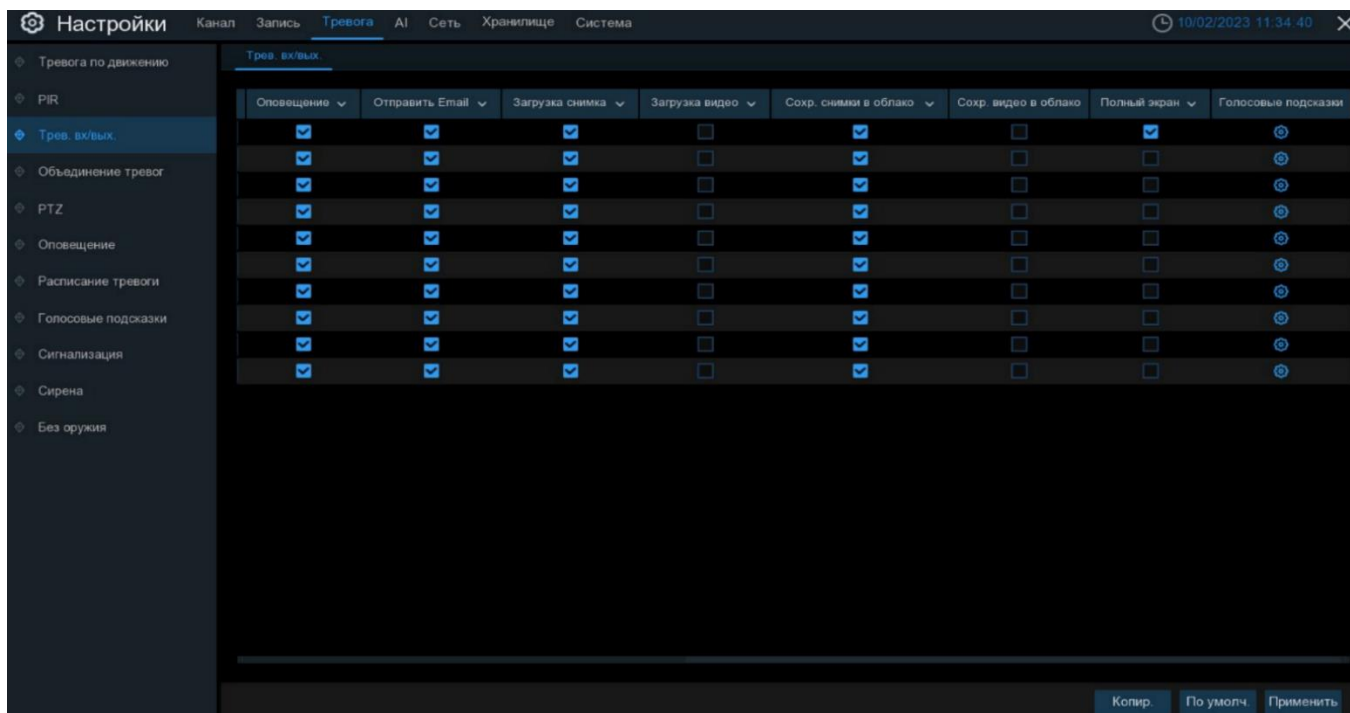 Настройки Канал Запись Тревога AI Сеть Хранилище Система 10/02/2023 11:34:40
Трев. вх/вых.
Оповещение Отправить Email Загрузка снимка Загрузка видео Сохр. снимки в облако Сохр. видео в облако Полный экран Голосовые подсказки
Тревога по движению
PIR
Трев. вх/вых.
Объединение тревог
PTZ
Оповещение
Расписание тревоги
Голосовые подсказки
Сигнализация
Сирена
Без оружия
Копир. По умолч. Применить